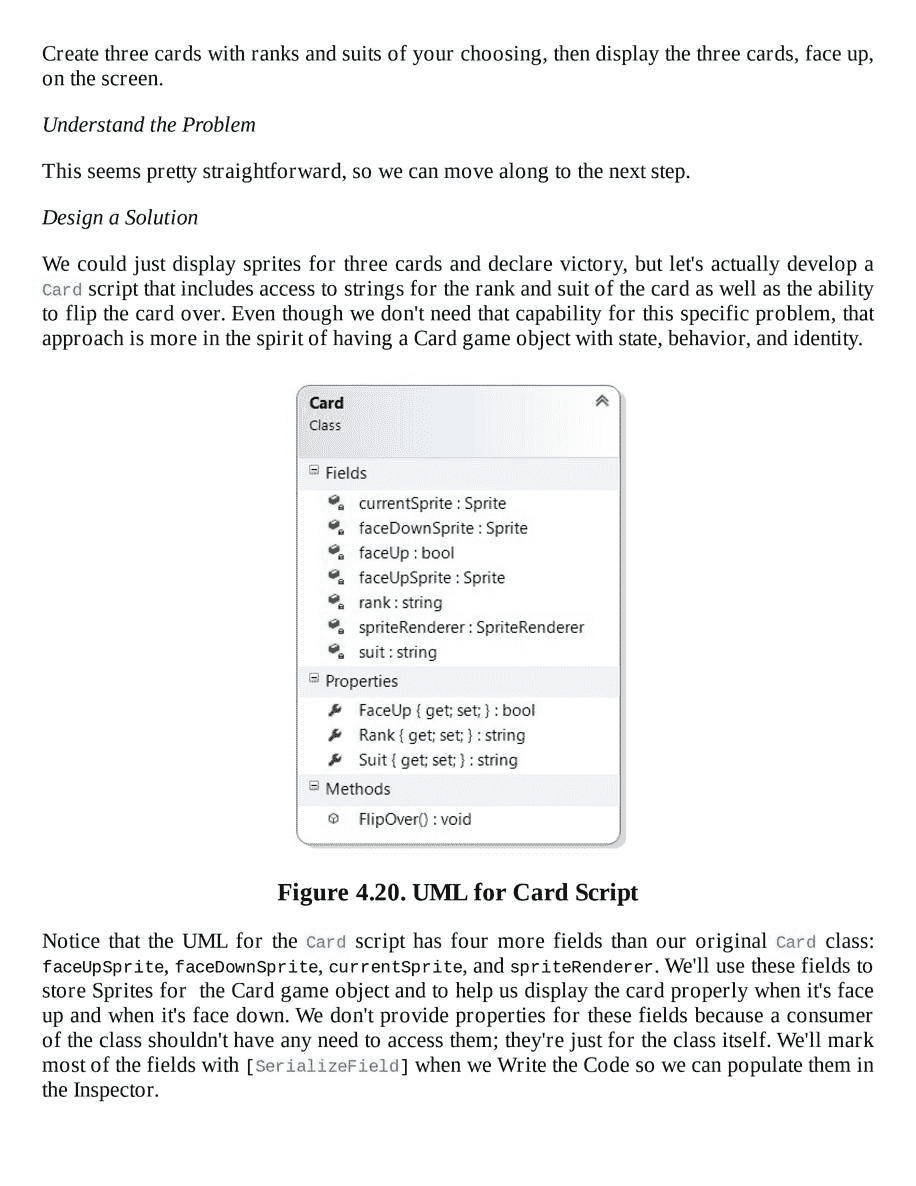 Create three cards with ranks and suits of your choosing, then display the three cards, face up,
on the screen.
Understand the Problem
This seems pretty straightforward, so we can move along to the next step.
Design a Solution
We could just display sprites for three cards and declare victory, but let's actually develop a
Card script that includes access to strings for the rank and suit of the card as well as the ability
to flip the card over. Even though we don't need that capability for this specific problem, that
approach is more in the spirit of having a Card game object with state, behavior, and identity.
Card
Class
Fields
currentSprite : Sprite
faceDownSprite : Sprite
faceUp : bool
faceUpSprite : Sprite
rank : string
spriteRenderer : SpriteRenderer
suit : string
Properties
FaceUp { get; set; } : bool
Rank { get; set; } : string
Suit { get; set; } : string
Methods
FlipOver() : void
Figure 4.20. UML for Card Script
Notice that the UML for the Card script has four more fields than our original Card class:
faceUpSprite, faceDownSprite, currentSprite, and spriteRenderer. We'll use these fields to
store Sprites for  the Card game object and to help us display the card properly when it's face
up and when it's face down. We don't provide properties for these fields because a consumer
of the class shouldn't have any need to access them; they're just for the class itself. We'll mark
most of the fields with [SerializeField] when we Write the Code so we can populate them in
the Inspector.